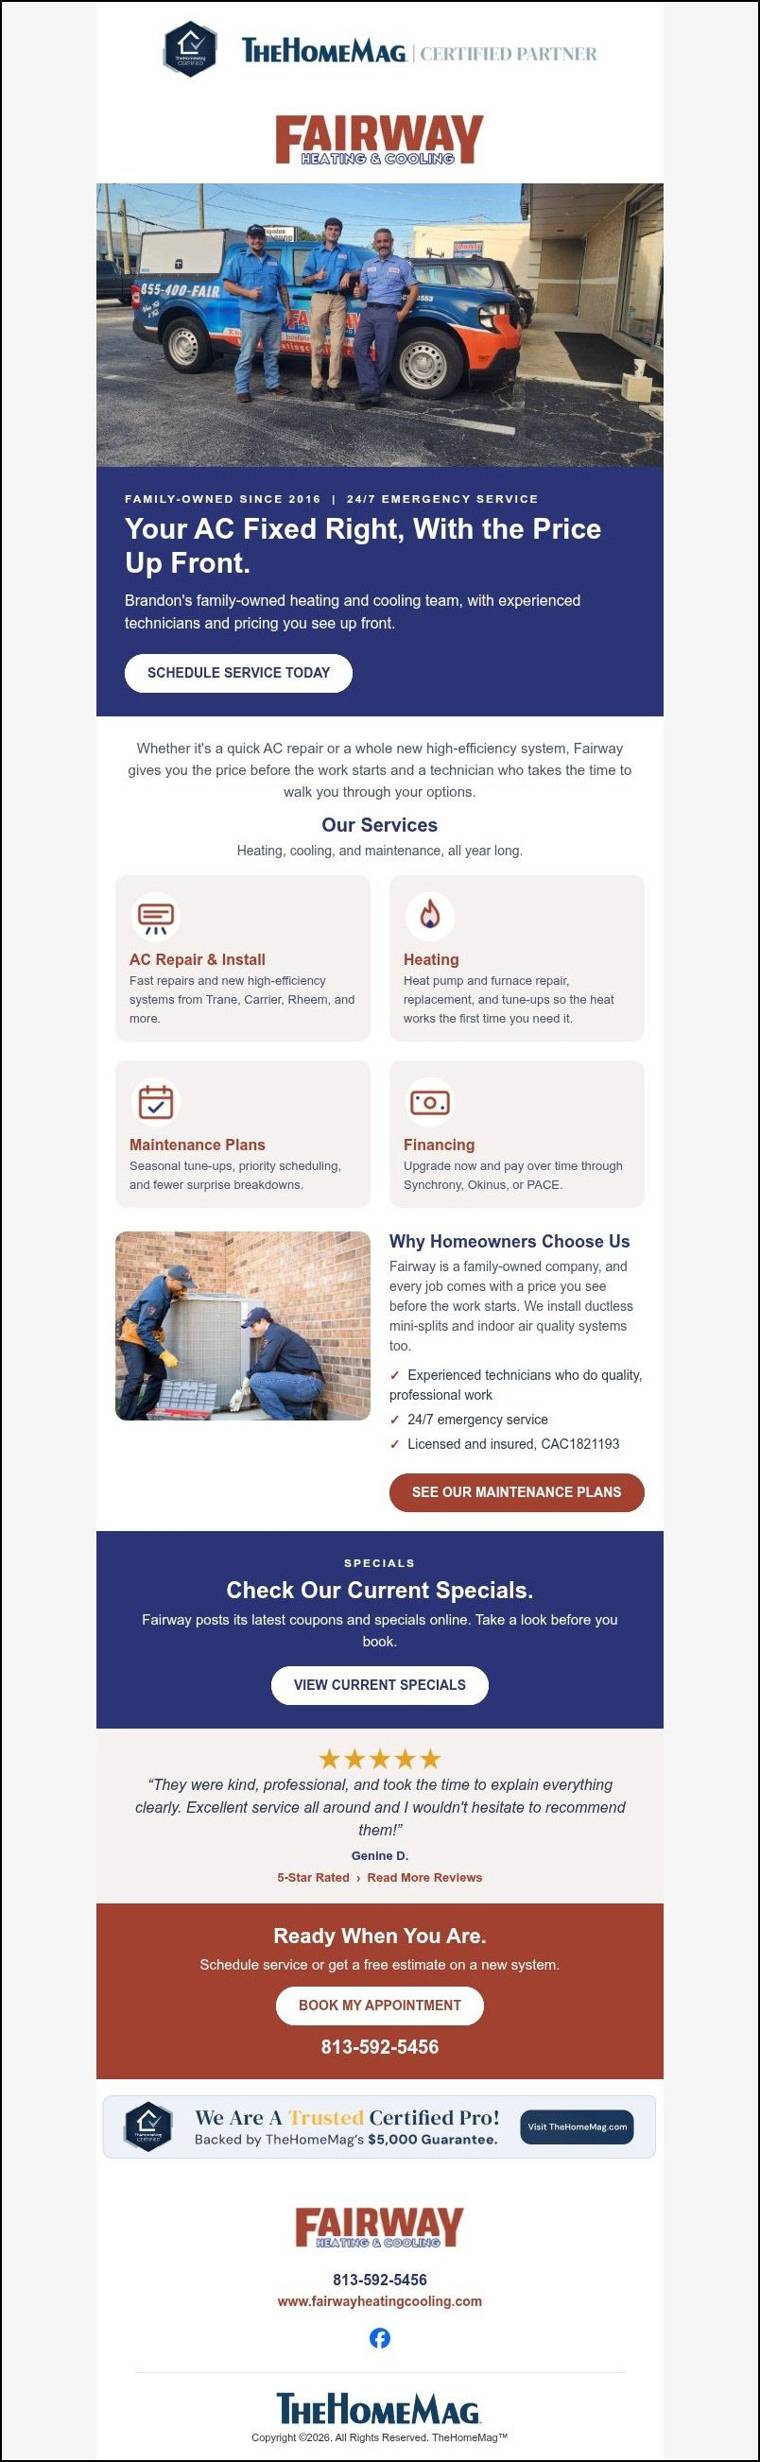 TheHomeMag CERTIFIED
THEHOMEMAG | CERTIFIED PARTNER
FAIRWAY
HEATING & COOLING
855-400-FAIR
FAIRWAY
FAMILY-OWNED SINCE 2016 | 24/7 EMERGENCY SERVICE
Your AC Fixed Right, With the Price
Up Front.
Brandon's family-owned heating and cooling team, with experienced
technicians and pricing you see up front.
SCHEDULE SERVICE TODAY
Whether it's a quick AC repair or a whole new high-efficiency system, Fairway
gives you the price before the work starts and a technician who takes the time to
walk you through your options.
Our Services
Heating, cooling, and maintenance, all year long.
AC Repair & Install
Fast repairs and new high-efficiency
systems from Trane, Carrier, Rheem, and
more.
Heating
Heat pump and furnace repair,
replacement, and tune-ups so the heat
works the first time you need it.
Maintenance Plans
Seasonal tune-ups, priority scheduling,
and fewer surprise breakdowns.
Financing
Upgrade now and pay over time through
Synchrony, Okinus, or PACE.
Why Homeowners Choose Us
Fairway is a family-owned company, and
every job comes with a price you see
before the work starts. We install ductless
mini-splits and indoor air quality systems
too.
✓ Experienced technicians who do quality,
professional work
✓ 24/7 emergency service
✓ Licensed and insured, CAC1821193
SEE OUR MAINTENANCE PLANS
SPECIALS
Check Our Current Specials.
Fairway posts its latest coupons and specials online. Take a look before you
book.
VIEW CURRENT SPECIALS
★★★★★
“They were kind, professional, and took the time to explain everything
clearly. Excellent service all around and I wouldn't hesitate to recommend
them!”
Genine D.
5-Star Rated › Read More Reviews
Ready When You Are.
Schedule service or get a free estimate on a new system.
BOOK MY APPOINTMENT
813-592-5456
TheHomeMag CERTIFIED
We Are A Trusted Certified Pro!
Backed by TheHomeMag's $5,000 Guarantee.
Visit TheHomeMag.com
FAIRWAY
HEATING & COOLING
813-592-5456
www.fairwayheatingcooling.com
THEHOMEMAG
Copyright ©2026. All Rights Reserved. TheHomeMag™